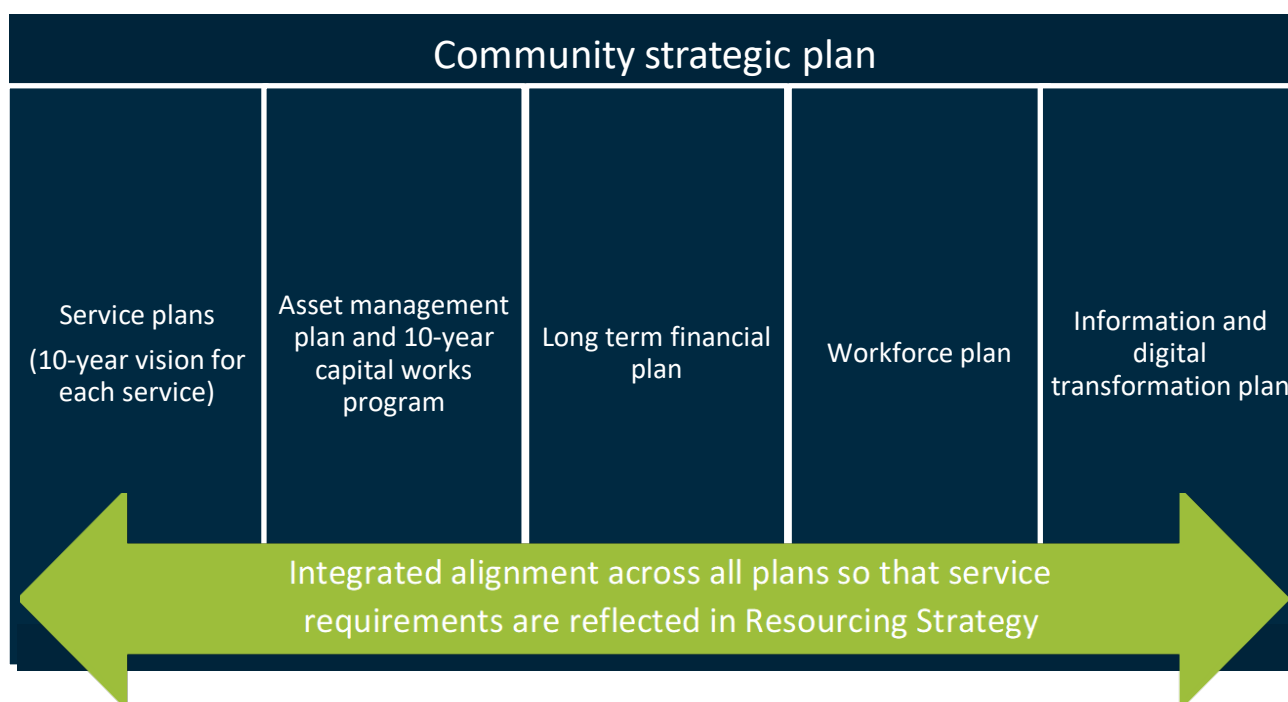 Community strategic plan
Service plans
(10-year vision for
each service)
Asset management
plan and 10-year
capital works
program
Long term financial
plan
Workforce plan
Information and
digital
transformation plan
Integrated alignment across all plans so that service
requirements are reflected in Resourcing Strategy